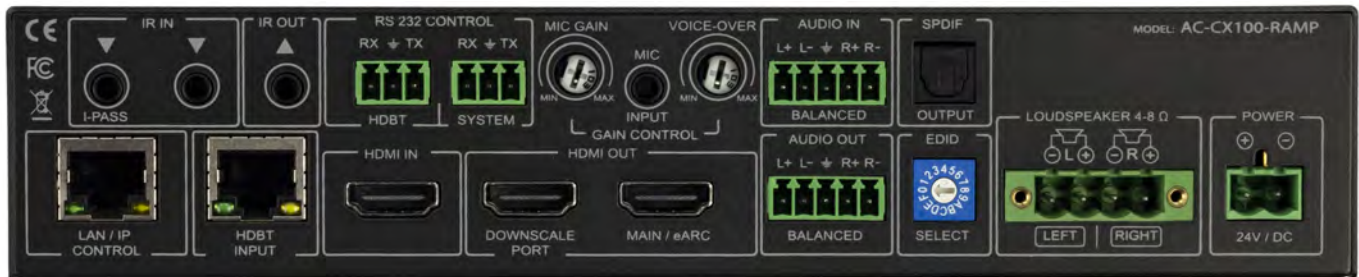 CE
FC
IR IN
I-PASS
IR OUT
RS 232 CONTROL
RX TX
HDBT
RX TX
SYSTEM
MIC GAIN
MIN MAX
MIC
INPUT
VOICE-OVER
MIN MAX
GAIN CONTROL
AUDIO IN
L+ L- R+ R-
BALANCED
SPDIF
OUTPUT
MODEL: AC-CX100-RAMP
LAN / IP
CONTROL
HDBT
INPUT
HDMI IN
HDMI OUT
DOWNSCALE
PORT
MAIN / eARC
AUDIO OUT
L+ L- R+ R-
BALANCED
EDID
0123456789ABCDEF
SELECT
LOUDSPEAKER 4-8 Ω
⊖ L ⊕ ⊖ R ⊕
LEFT | RIGHT
POWER
⊕ ⊖
24V / DC